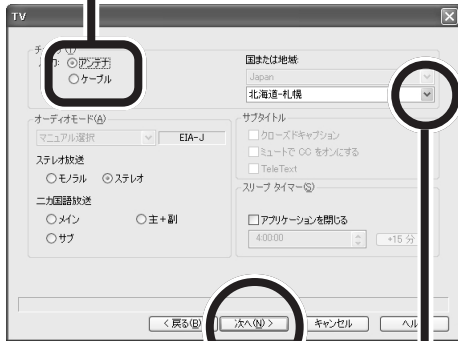 TV
入力: アンテナ
ケーブル
国または地域
Japan
北海道-札幌
オーディオモード(A)
マニュアル選択
EIA-J
ステレオ放送
モノラル
ステレオ
二カ国語放送
メイン
主+副
サブ
サブタイトル
クローズドキャプション
ミュートで CC をオンにする
TeleText
スリープ タイマー(S)
アプリケーションを閉じる
4:00:00
+15 分
< 戻る(B)
次へ(N) >
キャンセル